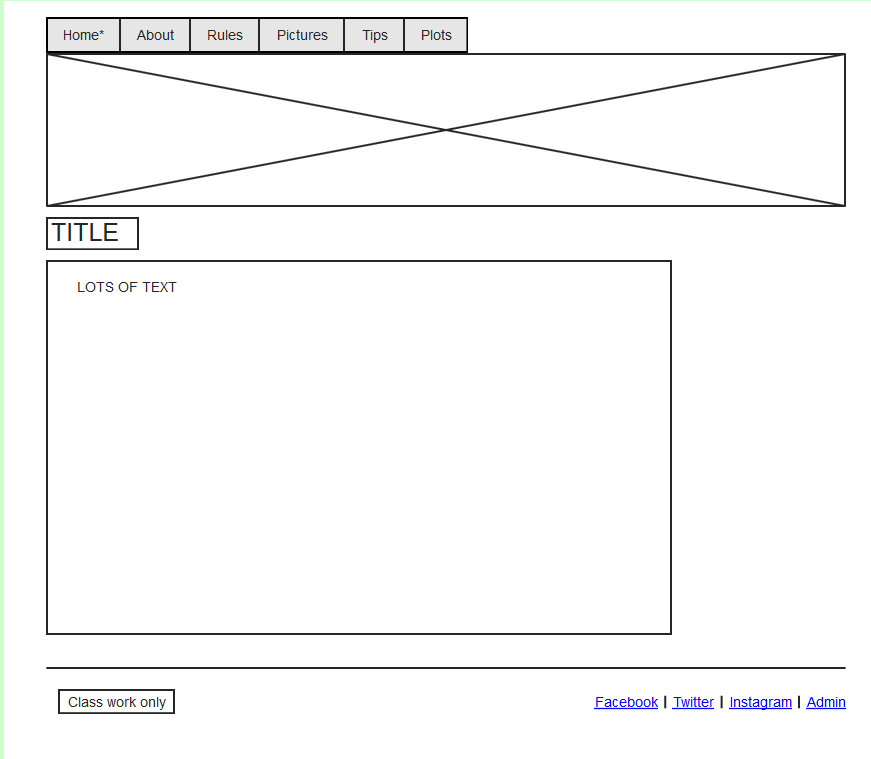 Home* About Rules Pictures Tips Plots
TITLE
LOTS OF TEXT
Class work only Facebook | Twitter | Instagram | Admin